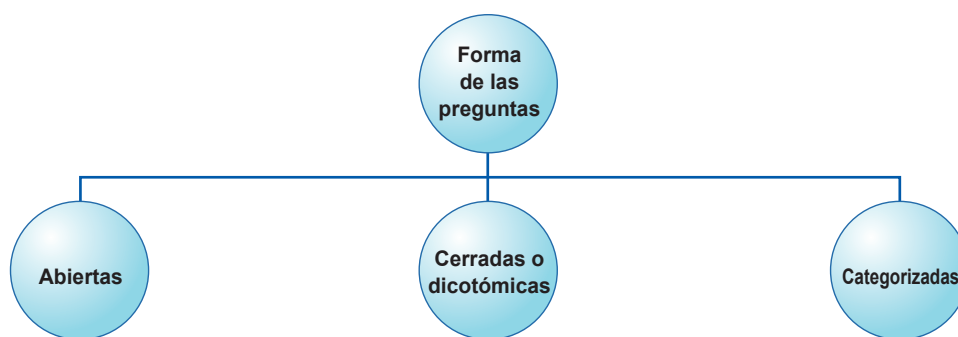 Forma
de las
preguntas
Abiertas
Cerradas o
dicotómicas
Categorizadas